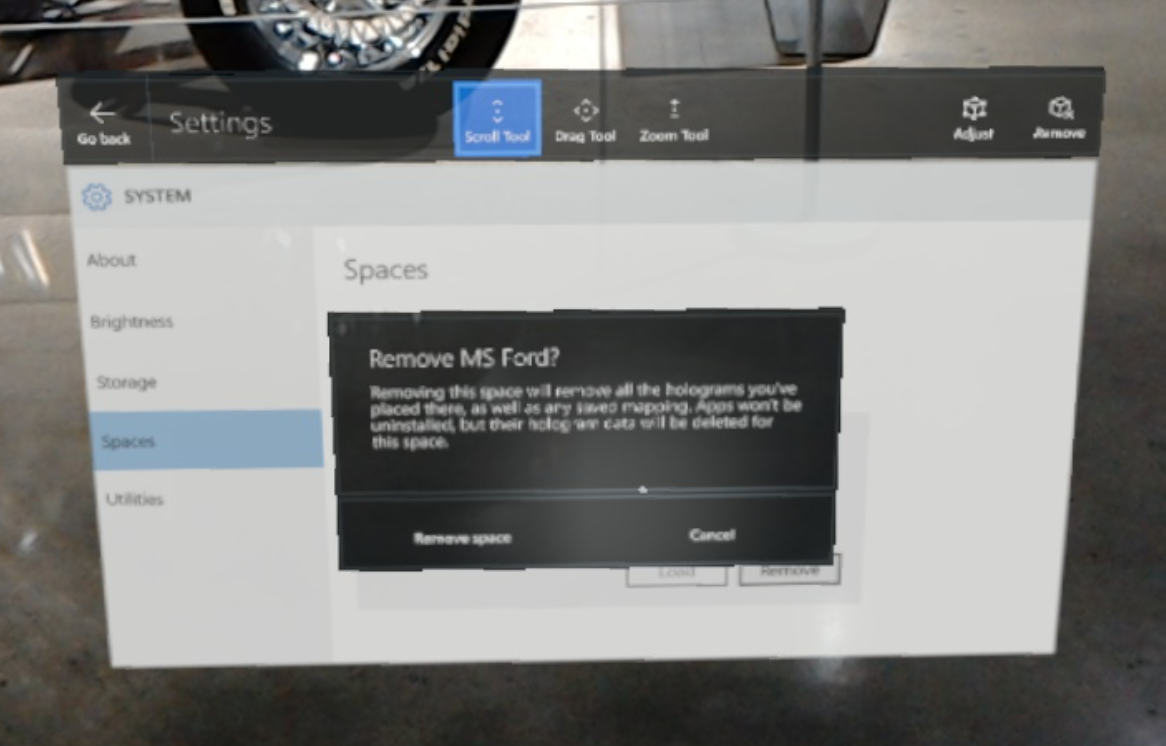 Go back
Settings
Scroll Tool
Drag Tool
Zoom Tool
Adjust
Remove
SYSTEM
About
Brightness
Storage
Spaces
Utilities
Spaces
Remove MS Ford?
Removing this space will remove all the holograms you've
placed there, as well as any saved mapping. Apps won't be
uninstalled, but their hologram data will be deleted for
this space.
Remove space
Cancel
Load
Remove